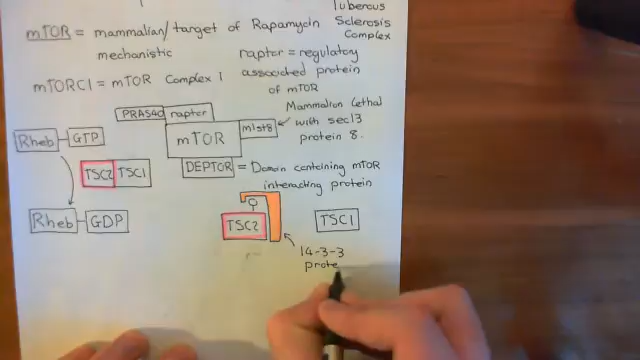 Tuberous
Sclerosis
Complex
mTOR = mammalian/target of Rapamycin
mechanistic
raptor = regulatory
associated protein
of mTOR
mTORC1 = mTOR Complex 1
PRAS40 raptor
mTOR
mlst8
Mammalian Lethal
with sec13
protein 8.
DEPTOR = Domain containing mTOR
interacting protein
Rheb GTP
TSC2 TSC1
Rheb GDP
P
TSC2
TSC1
14-3-3
prote